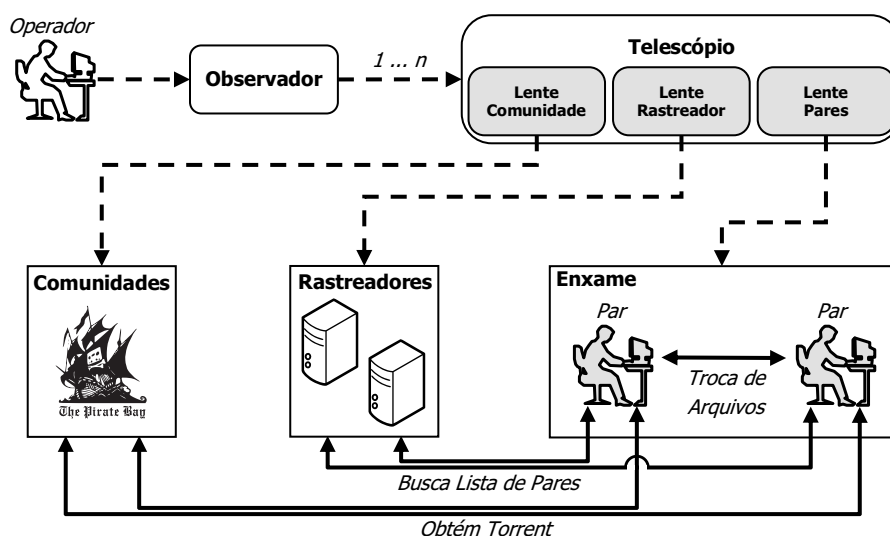 Operador
Observador
1 ... n
Telescópio
Lente
Comunidade
Lente
Rastreador
Lente
Pares
Comunidades
The Pirate Bay
Rastreadores
Enxame
Par
Par
Troca de
Arquivos
Busca Lista de Pares
Obtém Torrent